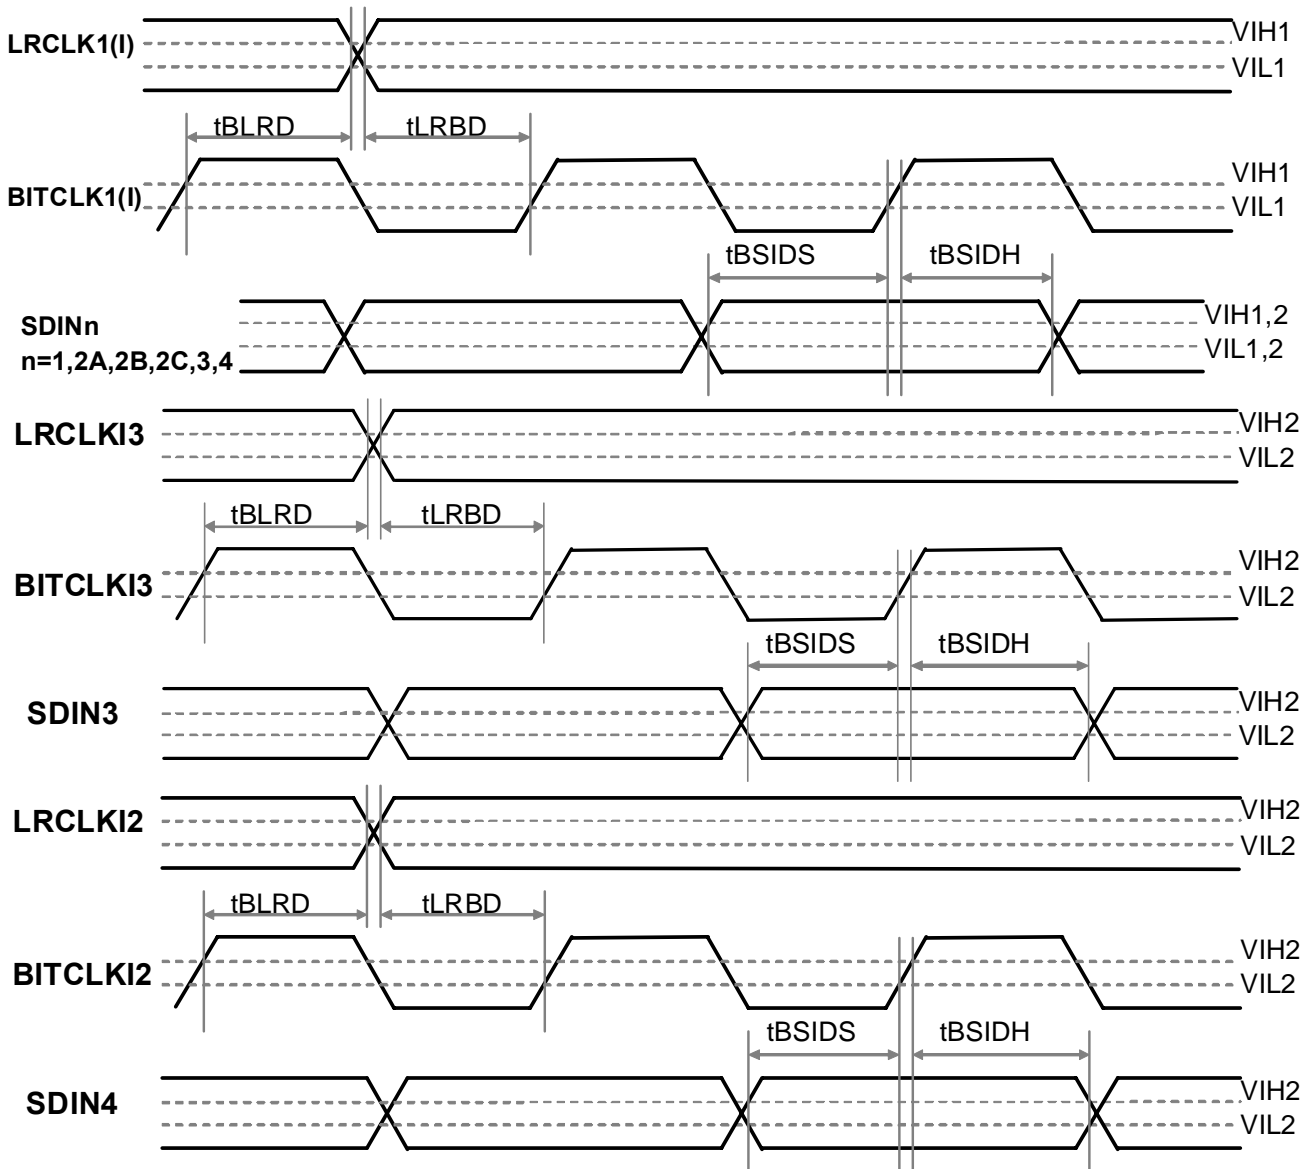 LRCLK1(I)
VIH1
VIL1
tBLRD
tLRBD
BITCLK1(I)
VIH1
VIL1
tBSIDS
tBSIDH
SDINn
n=1,2A,2B,2C,3,4
VIH1,2
VIL1,2
LRCLKI3
VIH2
VIL2
tBLRD
tLRBD
BITCLKI3
VIH2
VIL2
tBSIDS
tBSIDH
SDIN3
VIH2
VIL2
LRCLKI2
VIH2
VIL2
tBLRD
tLRBD
BITCLKI2
VIH2
VIL2
tBSIDS
tBSIDH
SDIN4
VIH2
VIL2